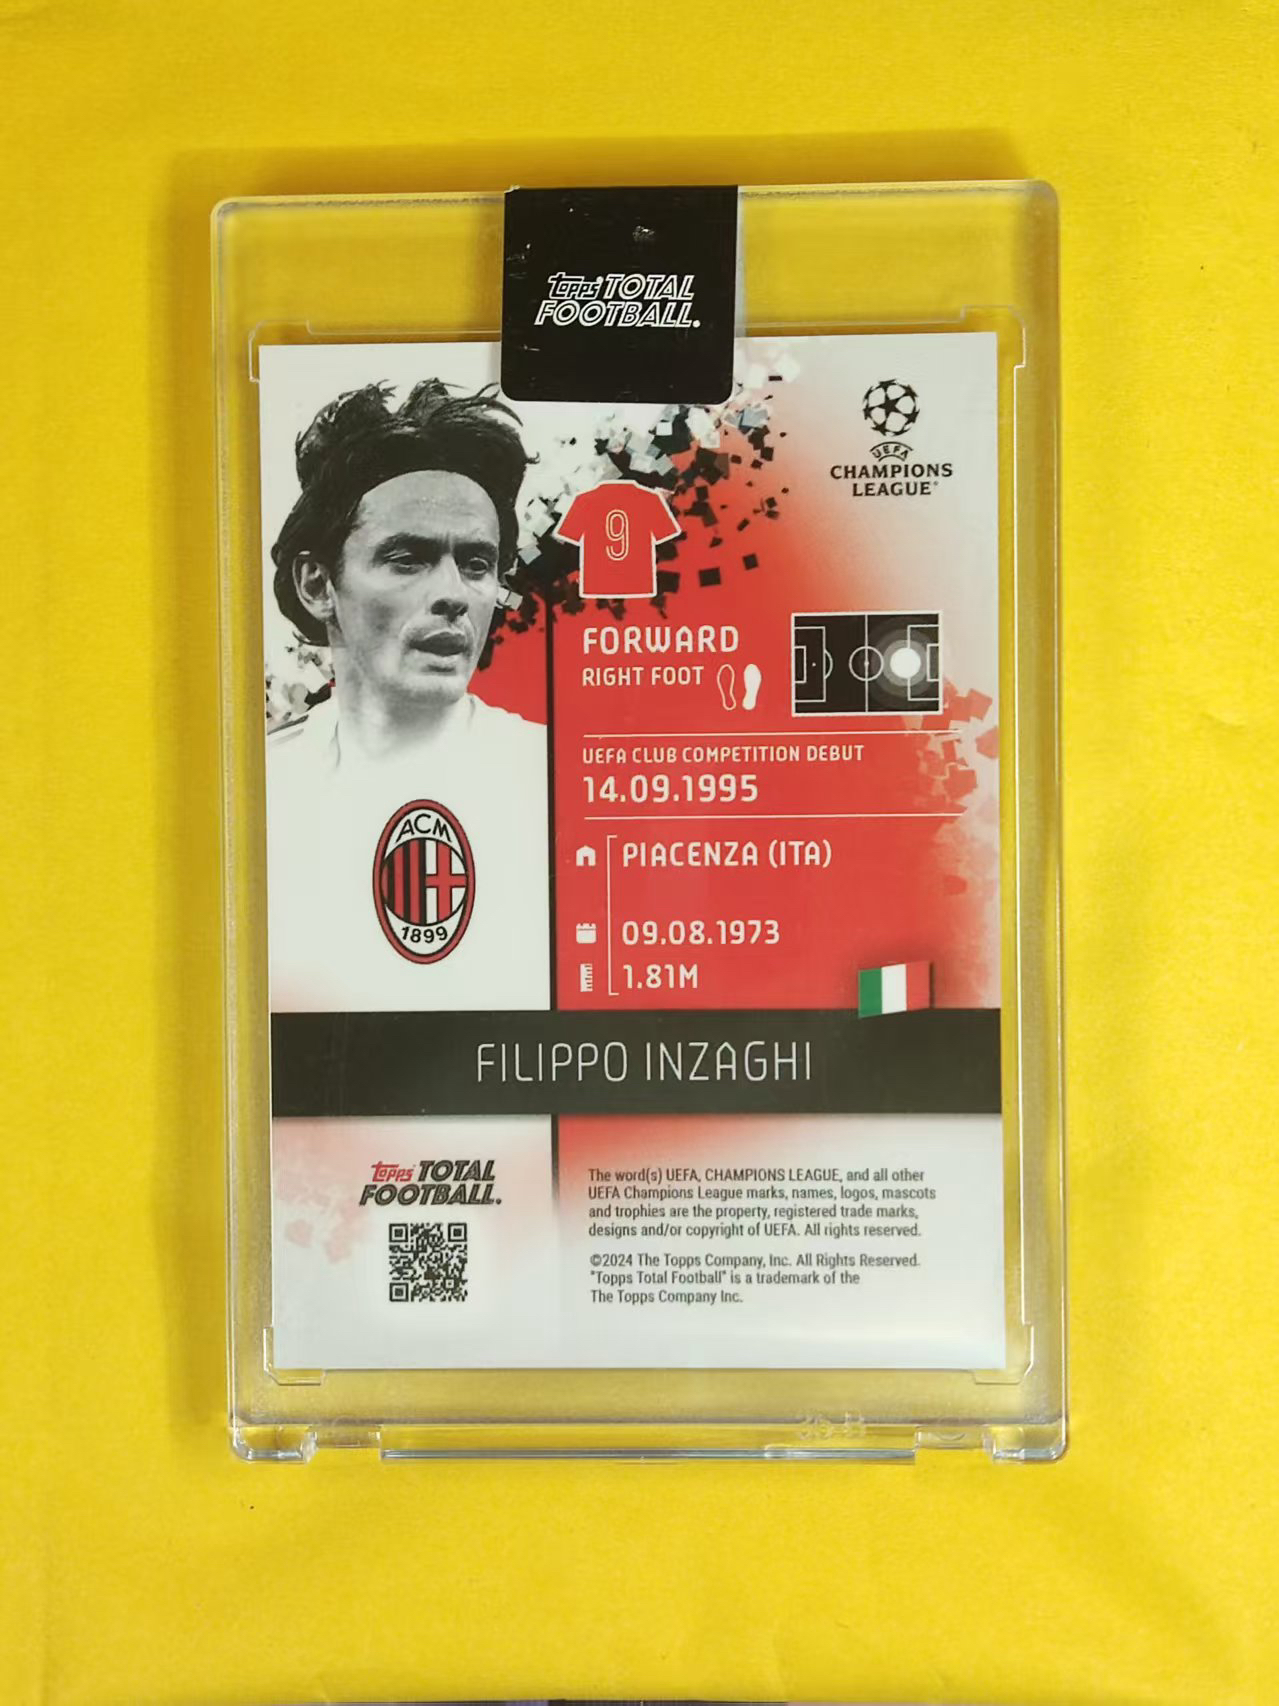 topps TOTAL
FOOTBALL.
UEFA
CHAMPIONS
LEAGUE®
9
FORWARD
RIGHT FOOT
UEFA CLUB COMPETITION DEBUT
14.09.1995
ACM
1899
PIACENZA (ITA)
09.08.1973
1.81M
FILIPPO INZAGHI
topps TOTAL
FOOTBALL.
The word(s) UEFA, CHAMPIONS LEAGUE, and all other
UEFA Champions League marks, names, logos, mascots
and trophies are the property, registered trade marks,
designs and/or copyright of UEFA. All rights reserved.
©2024 The Topps Company, Inc. All Rights Reserved.
"Topps Total Football" is a trademark of the
The Topps Company Inc.